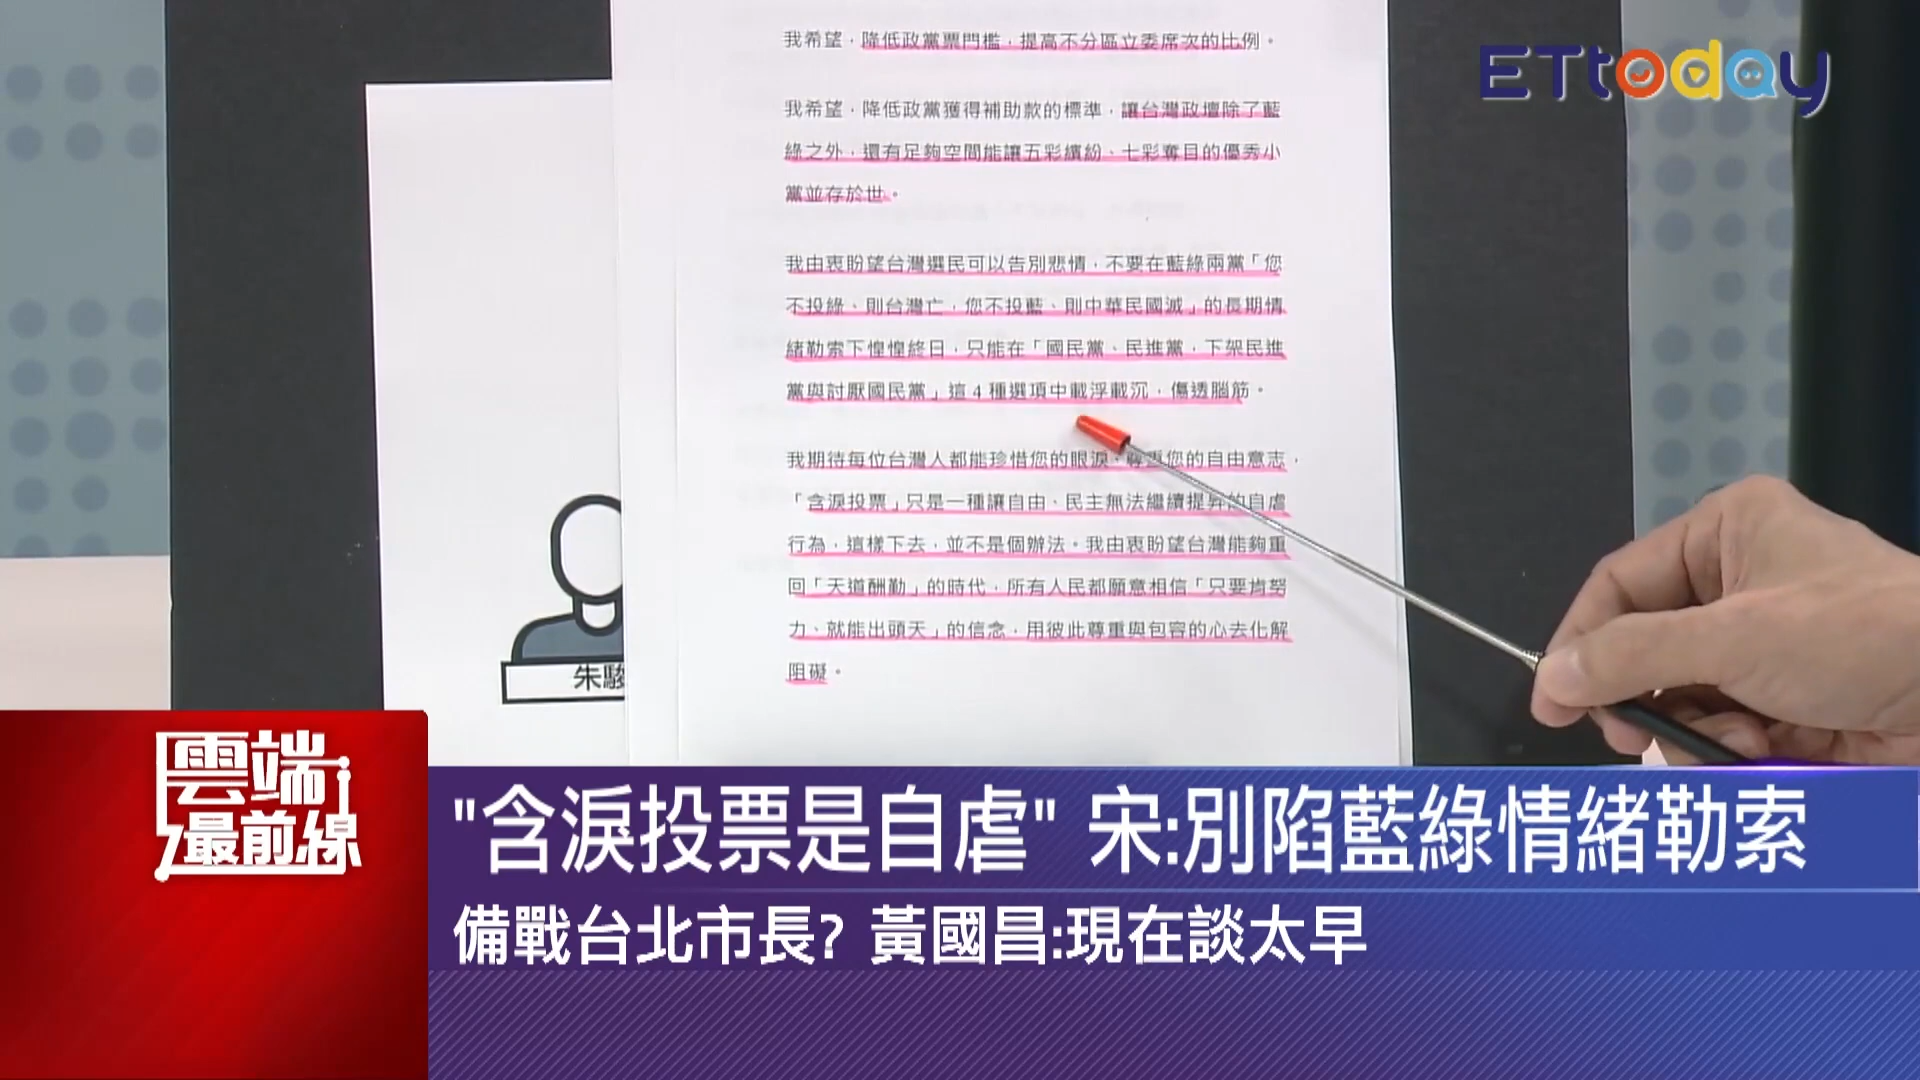 我希望，降低政黨票門檻，提高不分區立委席次的比例。
ETtoday
我希望，降低政黨獲得補助款的標準，讓台灣政壇除了藍
綠之外，還有足夠空間能讓五彩繽紛、七彩奪目的優秀小
黨並存於世。
我由衷盼望台灣選民可以告別悲情，不要在藍綠兩黨「您
不投綠、則台灣亡，您不投藍、則中華民國滅」的長期情
緒勒索下惶惶終日，只能在「國民黨、民進黨，下架民進
黨與討厭國民黨」這4種選項中載浮載沉，傷透腦筋。
我期待每位台灣人都能珍惜您的眼淚、尊重您的自由意志，
「含淚投票」只是一種讓自由、民主無法繼續提昇的自虐
行為，這樣下去，並不是個辦法。我由衷盼望台灣能夠重
回「天道酬勤」的時代，所有人民都願意相信「只要肯努
力、就能出頭天」的信念，用彼此尊重與包容的心去化解
阻礙。
朱駿
雲端
最前線
"含淚投票是自虐" 宋:別陷藍綠情緒勒索
備戰台北市長? 黃國昌:現在談太早